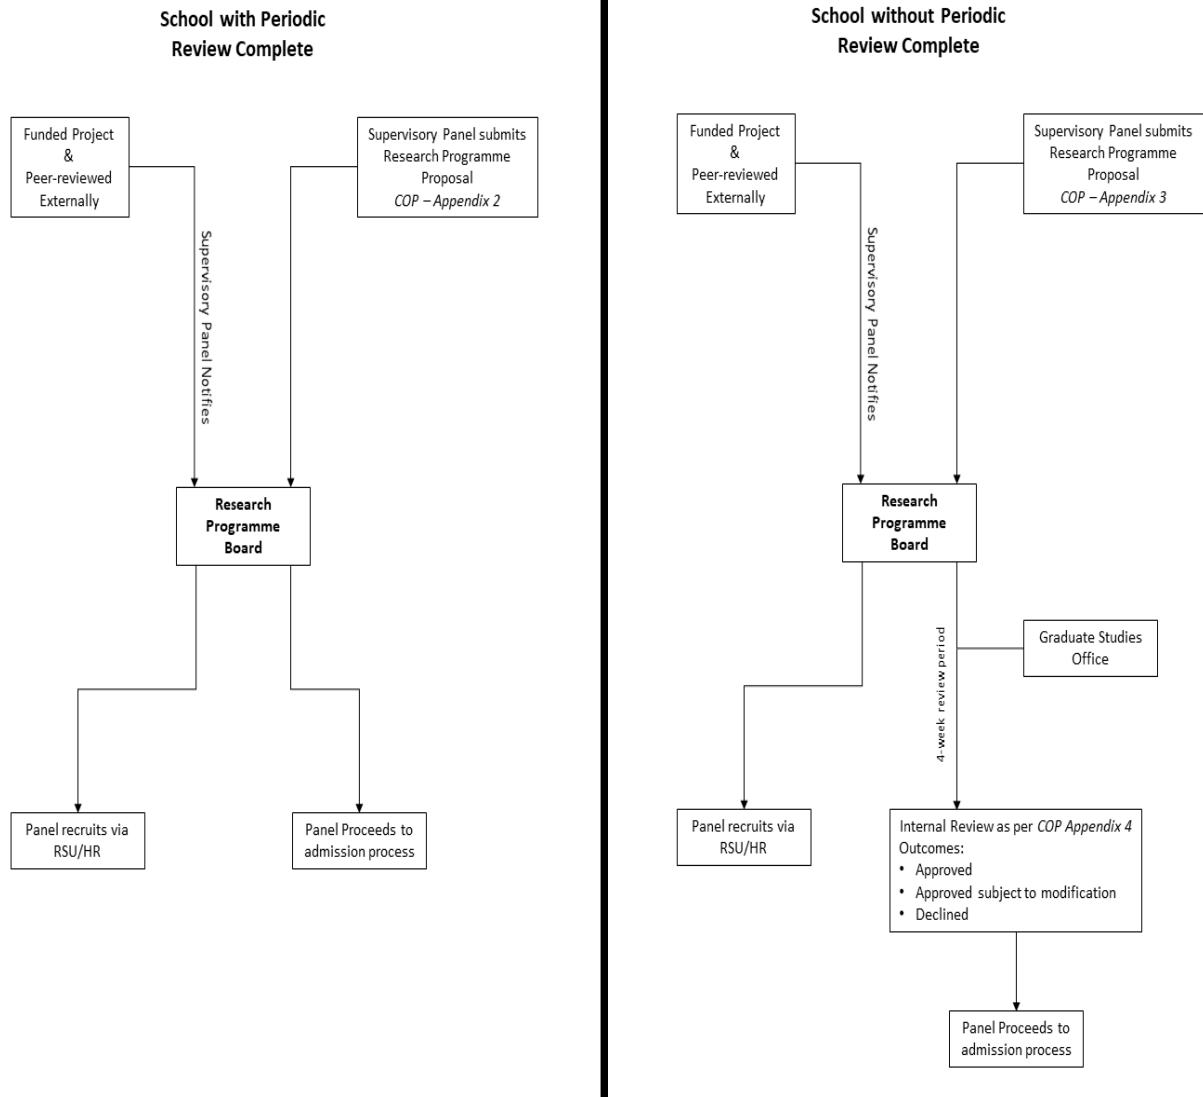 School with Periodic
Review Complete
Funded Project
&
Peer-reviewed
Externally
Supervisory Panel submits
Research Programme
Proposal
COP – Appendix 2
Supervisory Panel Notifies
Research
Programme
Board
Panel recruits via
RSU/HR
Panel Proceeds to
admission process
School without Periodic
Review Complete
Funded Project
&
Peer-reviewed
Externally
Supervisory Panel submits
Research Programme
Proposal
COP – Appendix 3
Supervisory Panel Notifies
Research
Programme
Board
4-week review period
Graduate Studies
Office
Panel recruits via
RSU/HR
Internal Review as per COP Appendix 4
Outcomes:
• Approved
• Approved subject to modification
• Declined
Panel Proceeds to
admission process